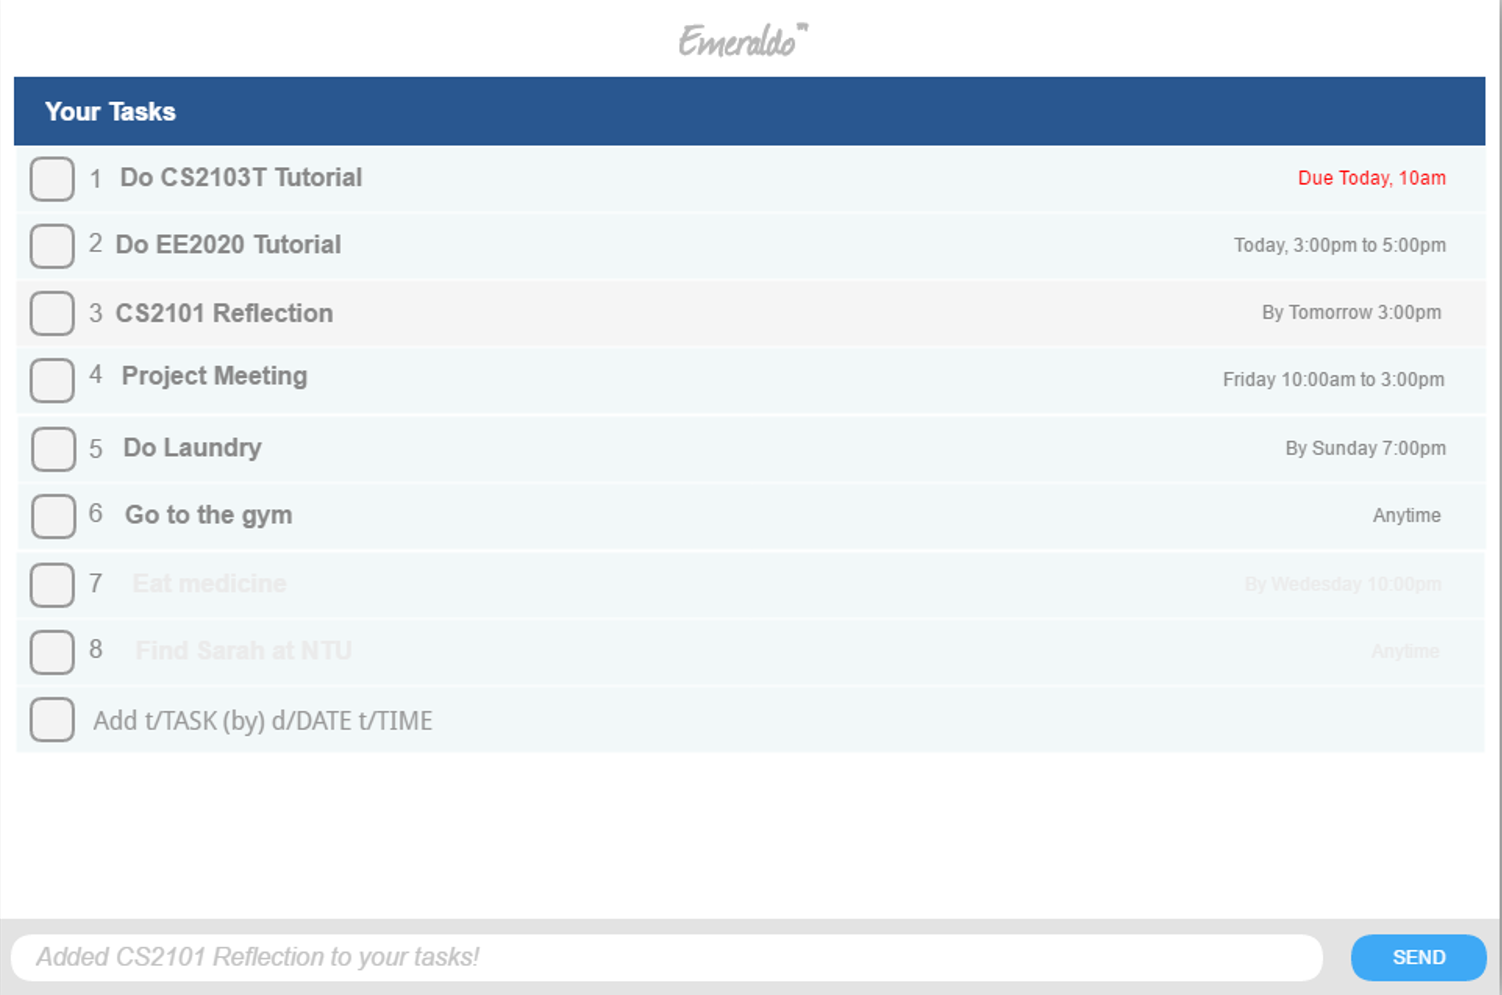 Emeraldo™
Your Tasks
1 Do CS2103T Tutorial Due Today, 10am
2 Do EE2020 Tutorial Today, 3:00pm to 5:00pm
3 CS2101 Reflection By Tomorrow 3:00pm
4 Project Meeting Friday 10:00am to 3:00pm
5 Do Laundry By Sunday 7:00pm
6 Go to the gym Anytime
7 Eat medicine By Wedesday 10:00pm
8 Find Sarah at NTU Anytime
Add t/TASK (by) d/DATE t/TIME
Added CS2101 Reflection to your tasks! SEND